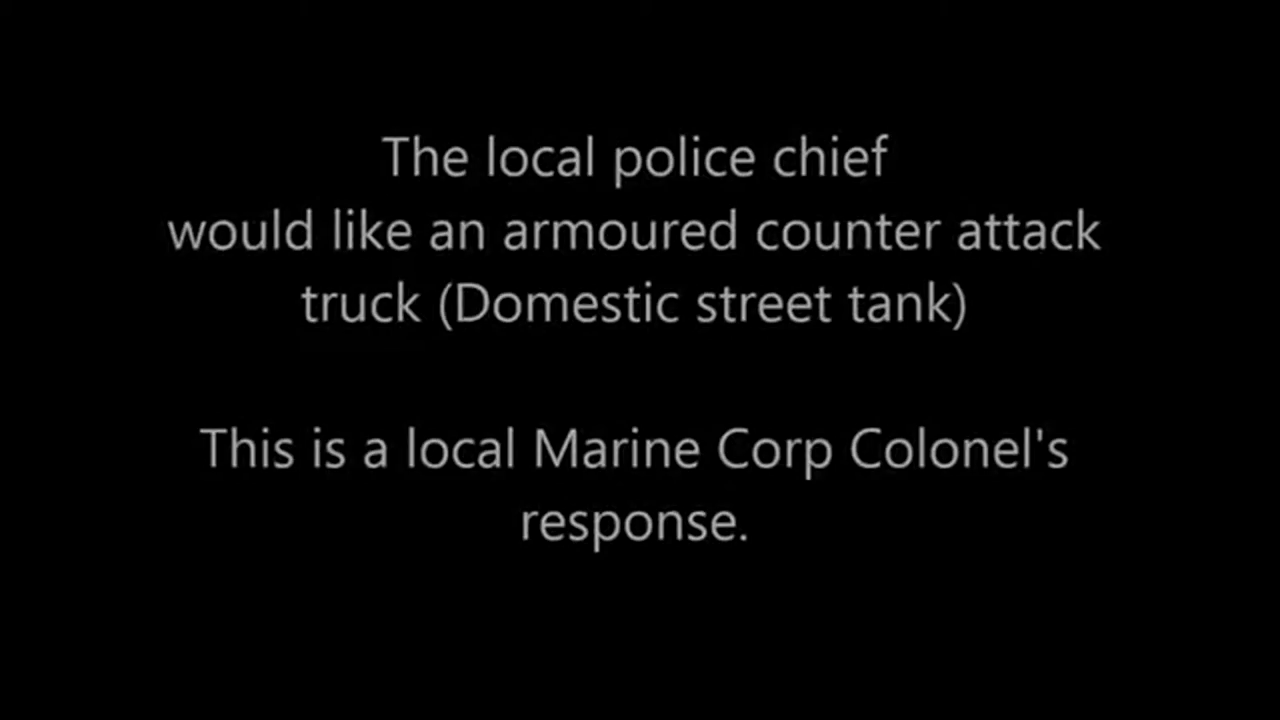 The local police chief
would like an armoured counter attack
truck (Domestic street tank)
This is a local Marine Corp Colonel's
response.